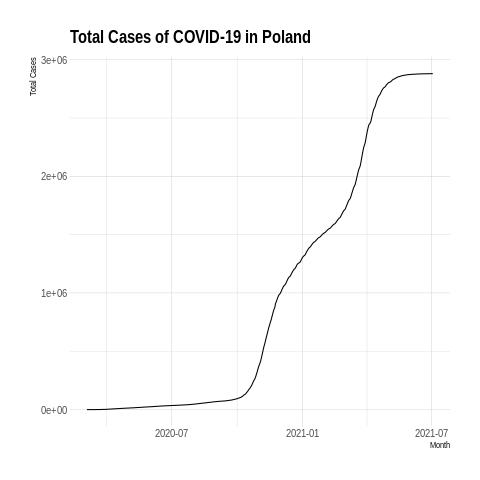 Total Cases of COVID-19 in Poland
Total Cases
3e+06
2e+06
1e+06
0e+00
2020-07
2021-01
2021-07
Month